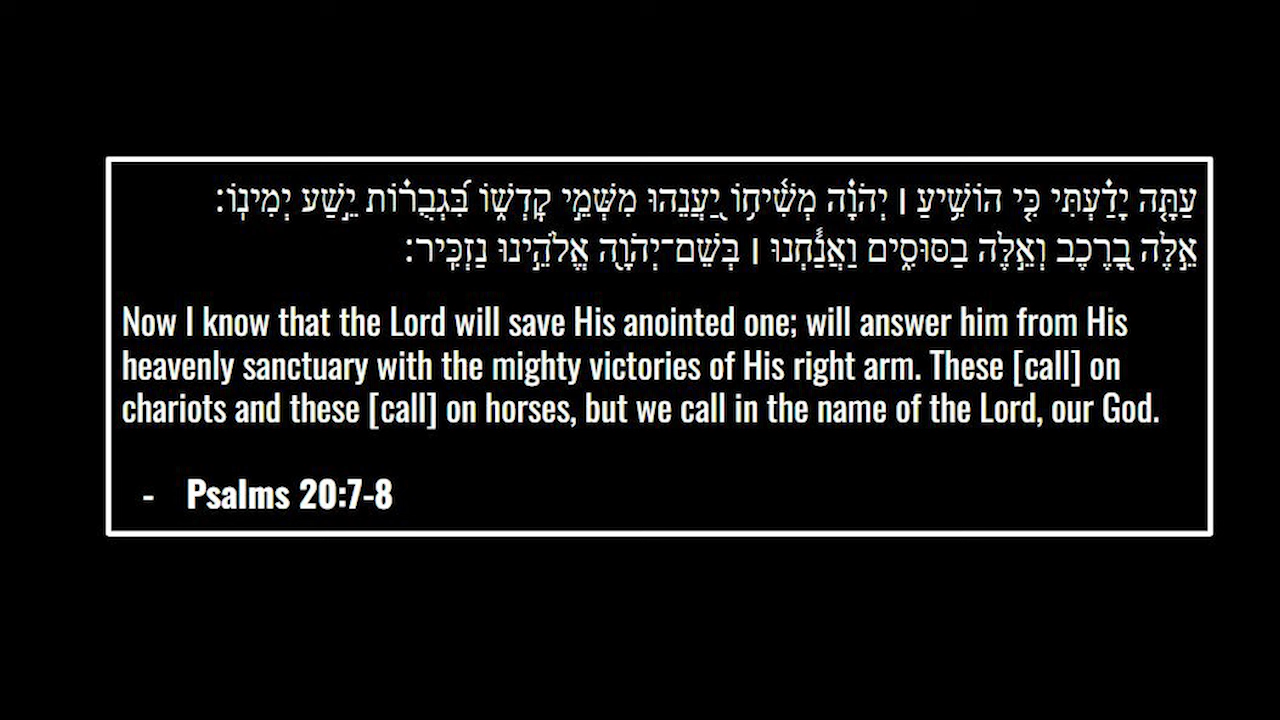 עַתָּ֤ה יָדַ֗עְתִּי כִּ֤י הוֹשִׁ֥יעַ ׀ יְהֹוָ֗ה מְשִׁ֫יח֥וֹ יַ֭עֲנֵהוּ מִשְּׁמֵ֣י קׇדְשׁ֑וֹ בִּ֝גְבֻר֗וֹת יֵ֣שַׁע יְמִינֽוֹ׃
אֵ֣לֶּה בָ֭רֶכֶב וְאֵ֣לֶּה בַסּוּסִ֑ים וַאֲנַ֓חְנוּ ׀ בְּשֵׁם־יְהֹוָ֖ה אֱלֹהֵ֣ינוּ נַזְכִּֽיר׃
Now I know that the Lord will save His anointed one; will answer him from His
heavenly sanctuary with the mighty victories of His right arm. These [call] on
chariots and these [call] on horses, but we call in the name of the Lord, our God.
- Psalms 20:7-8